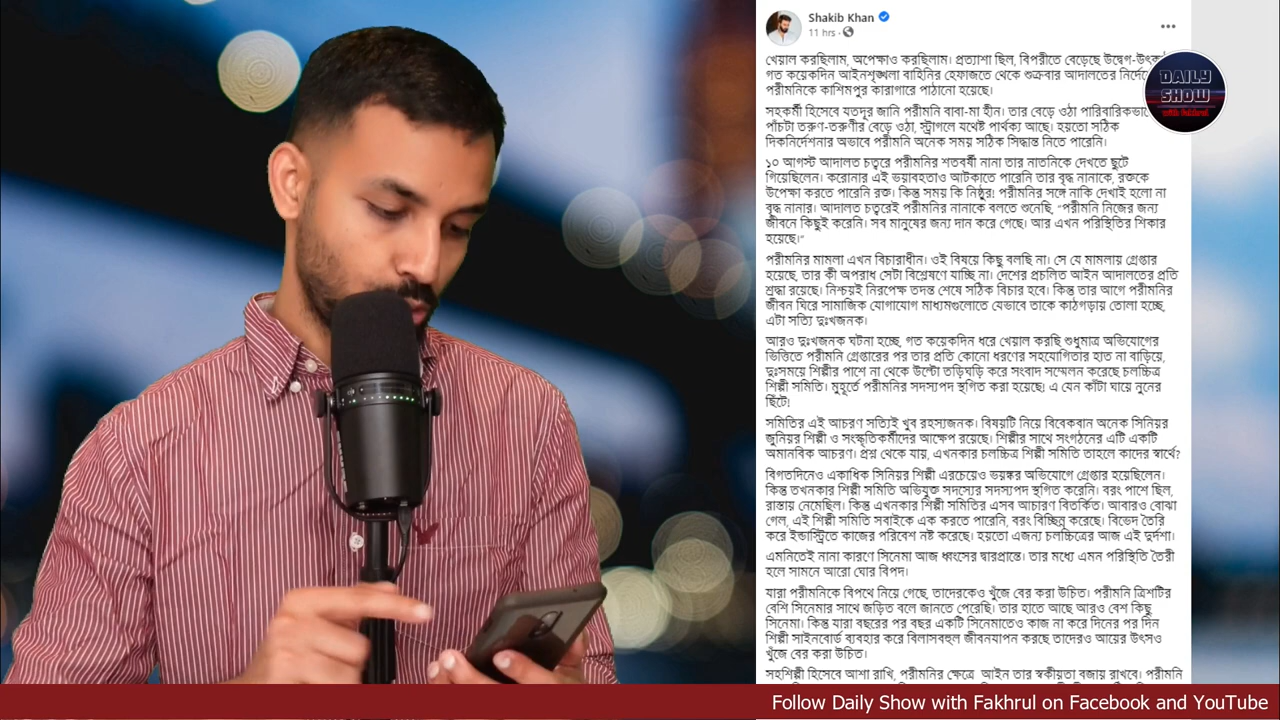 Shakib Khan
11 hrs ·
খেয়াল করছিলাম, অপেক্ষাও করছিলাম। প্রত্যাশা ছিল, বিপরীতে বেড়েছে উদ্বেগ-উৎকণ্ঠা
গত কয়েকদিন আইনশৃঙ্খলা বাহিনির হেফাজতে থেকে শুক্রবার আদালতের
পরীমনিকে কাশিমপুর কারাগারে পাঠানো হয়েছে।
সহকর্মী হিসেবে যতদূর জানি পরীমনি বাবা-মা হীন। তার বেড়ে ওঠা
পাঁচটা তরুণ-তরুণীর বেড়ে ওঠা, স্ট্রাগলে যথেষ্ট পার্থক্য আছে। হয়তো সঠিক
দিকনির্দেশনার অভাবে পরীমনি অনেক সময় সঠিক সিদ্ধান্ত নিতে পারেনি।
১০ আগস্ট আদালত চত্বরে পরীমনির শতবর্ষী নানা তার নাতনিকে দেখতে ছুটে
গিয়েছিলেন। করোনার এই ভয়াবহতাও আটকাতে পারেনি তার বৃদ্ধ নানাকে, রক্তকে
উপেক্ষা করতে পারেনি রক্ত। কিন্তু সময় কি নিষ্ঠুর! পরীমনির সঙ্গে নাকি দেখাই হলো না
বৃদ্ধ নানার। আদালত চত্বরেই পরীমনির নানাকে বলতে শুনেছি, “পরীমনি নিজের জন্য
জীবনে কিছুই করেনি। সব মানুষের জন্য দান করে গেছে। আর এখন পরিস্থিতির শিকার
হয়েছে।”
পরীমনির মামলা এখন বিচারাধীন। ওই বিষয়ে কিছু বলছি না। সে যে মামলায় গ্রেপ্তার
হয়েছে, তার কী অপরাধ সেটা বিশ্লেষণে যাচ্ছি না। দেশের প্রচলিত আইন আদালতের প্রতি
শ্রদ্ধা রয়েছে। নিশ্চয়ই নিরপেক্ষ তদন্ত শেষে সঠিক বিচার হবে। কিন্তু তার আগে পরীমনির
জীবন ঘিরে সামাজিক যোগাযোগ মাধ্যমগুলোতে যেভাবে তাকে কাঠগড়ায় তোলা হচ্ছে,
এটা সত্যি দুঃখজনক।
আরও দুঃখজনক ঘটনা হচ্ছে, গত কয়েকদিন ধরে খেয়াল করছি শুধুমাত্র অভিযোগের
ভিত্তিতে পরীমনি গ্রেপ্তারের পর তার প্রতি কোনো ধরণের সহযোগিতার হাত না বাড়িয়ে,
দুঃসময়ে শিল্পীর পাশে না থেকে উল্টো তড়িঘড়ি করে সংবাদ সম্মেলন করেছে চলচ্চিত্র
শিল্পী সমিতি। মুহূর্তে পরীমনির সদস্যপদ স্থগিত করা হয়েছে! এ যেন কাঁটা ঘায়ে নুনের
ছিঁটে!
সমিতির এই আচরণ সত্যিই খুব রহস্যজনক। বিষয়টি নিয়ে বিবেকবান অনেক সিনিয়র
জুনিয়র শিল্পী ও সংস্কৃতিকর্মীদের আক্ষেপ রয়েছে। শিল্পীর সাথে সংগঠনের এটি একটি
অমানবিক আচরণ। প্রশ্ন থেকে যায়, এখনকার চলচ্চিত্র শিল্পী সমিতি তাহলে কাদের স্বার্থে?
বিগতদিনেও একাধিক সিনিয়র শিল্পী এরচেয়েও ভয়ঙ্কর অভিযোগে গ্রেপ্তার হয়েছিলেন।
কিন্তু তখনকার শিল্পী সমিতি অভিযুক্ত সদস্যের সদস্যপদ স্থগিত করেনি। বরং পাশে ছিল,
রাস্তায় নেমেছিল। কিন্তু এখনকার শিল্পী সমিতির এসব আচারণ বিতর্কিত। আবারও বোঝা
গেল, এই শিল্পী সমিতি সবাইকে এক করতে পারেনি, বরং বিচ্ছিন্ন করেছে। বিভেদ তৈরি
করে ইন্ডাস্ট্রিতে কাজের পরিবেশ নষ্ট করেছে। হয়তো এজন্য চলচ্চিত্রের আজ এই দুর্দশা।
এমনিতেই নানা কারণে সিনেমা আজ ধ্বংসের দ্বারপ্রান্তে। তার মধ্যে এমন পরিস্থিতি তৈরী
হলে সামনে আরো ঘোর বিপদ।
যারা পরীমনিকে বিপথে নিয়ে গেছে, তাদেরকেও খুঁজে বের করা উচিত। পরীমনি ত্রিশটির
বেশি সিনেমার সাথে জড়িত বলে জানতে পেরেছি। তার হাতে আছে আরও বেশ কিছু
সিনেমা। কিন্তু যারা বছরের পর বছর একটি সিনেমাতেও কাজ না করে দিনের পর দিন
শিল্পী সাইনবোর্ড ব্যবহার করে বিলাসবহুল জীবনযাপন করছে তাদেরও আয়ের উৎসও
খুঁজে বের করা উচিত।
সহশিল্পী হিসেবে আশা রাখি, পরীমনির ক্ষেত্রে আইন তার স্বকীয়তা বজায় রাখবে। পরীমনি
DAILY
SHOW
with Fakhrul
Follow Daily Show with Fakhrul on Facebook and YouTube